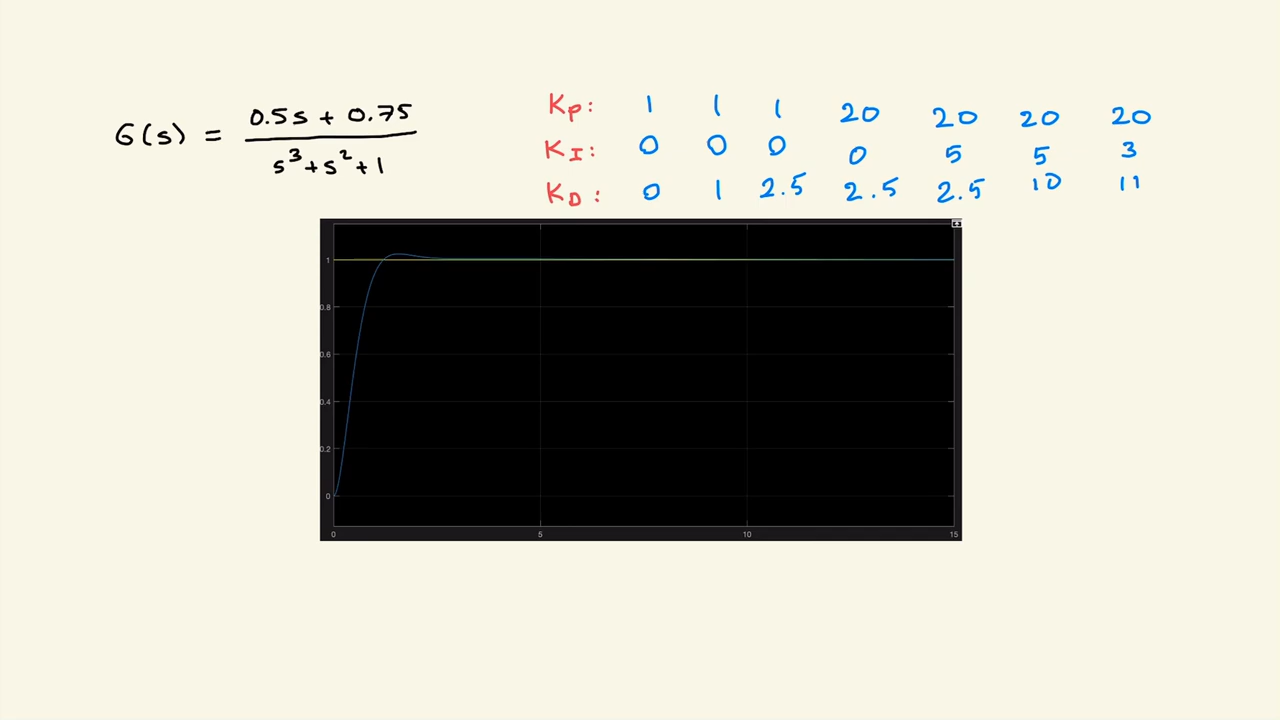 G(s) = 0.5s + 0.75
s³+s²+1
Kp: 1 1 1 20 20 20 20
KI: 0 0 0 0 5 5 3
KD: 0 1 2.5 2.5 2.5 10 11
1
0.8
0.6
0.4
0.2
0
0 5 10 15